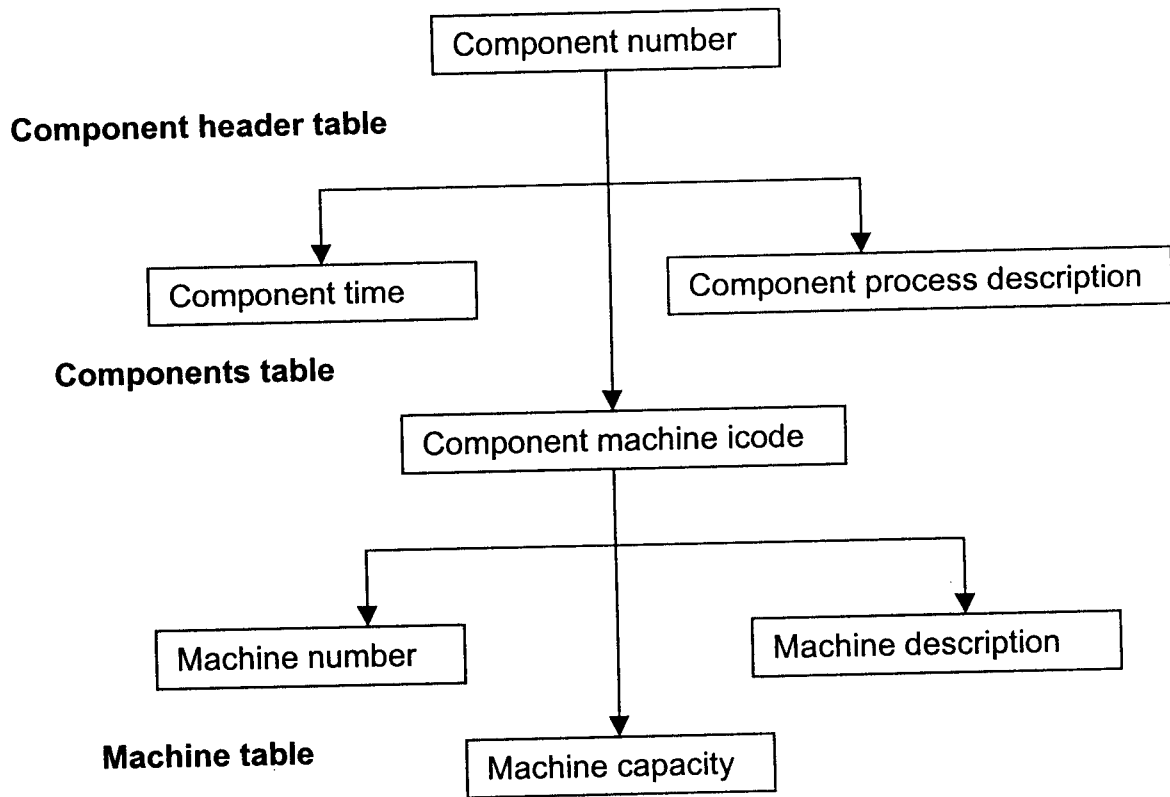 Component number
Component header table
Component time
Component process description
Components table
Component machine icode
Machine number
Machine description
Machine table
Machine capacity